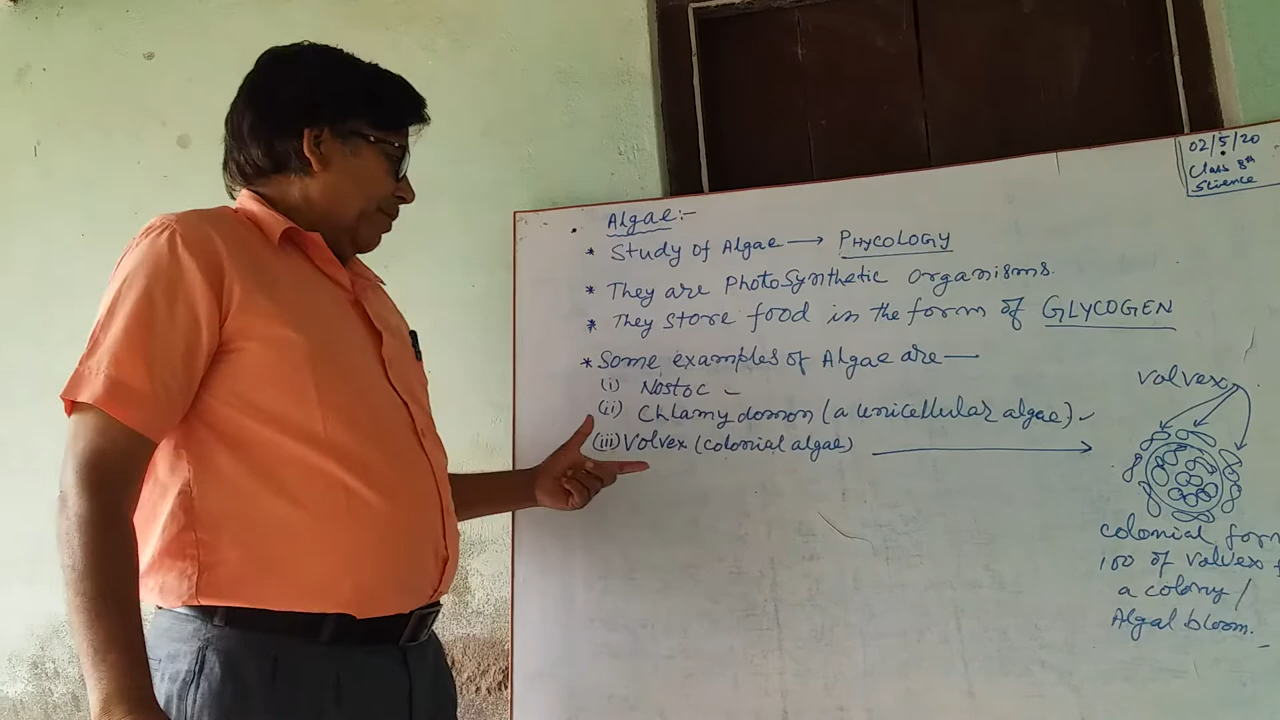 02/5/20
Class 8th
Science
Algae:-
* Study of Algae → PHYCOLOGY
* They are Photosynthetic organisms.
* They store food in the form of GLYCOGEN
* Some examples of Algae are —
(i) Nostoc -
(ii) Chlamydomon (a unicellular algae)
(iii) Volvex (colonial algae) →
volvex
colonial form
100 of valvex
a colony /
Algal bloom.